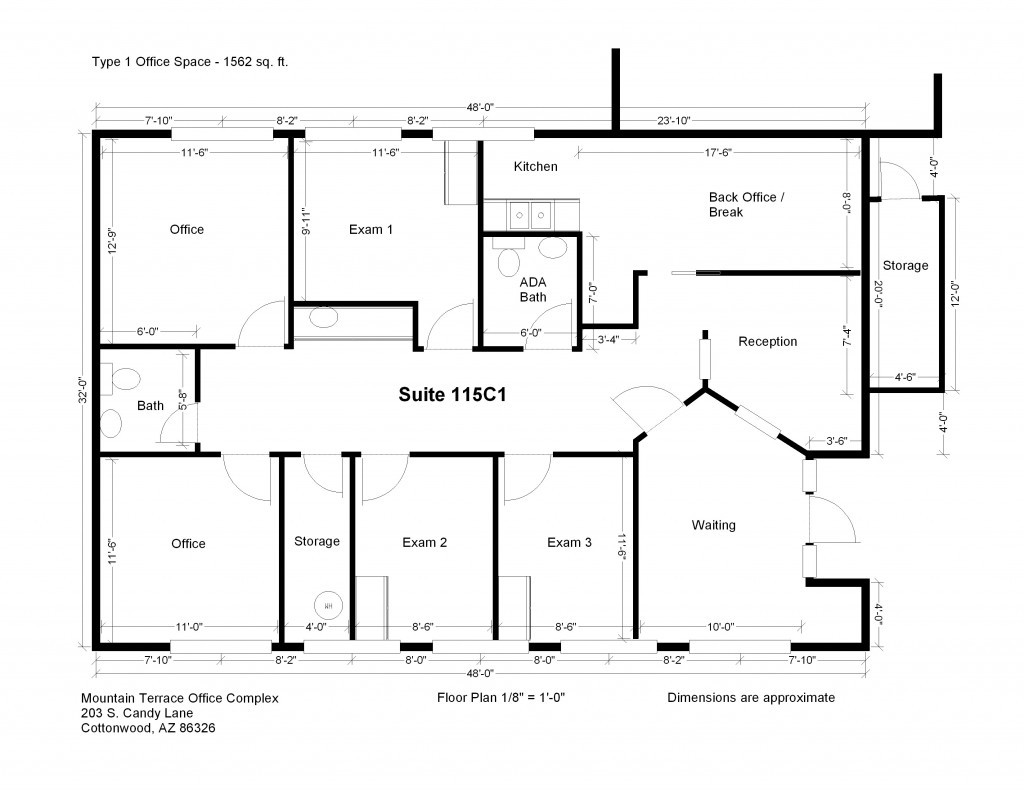 Type 1 Office Space - 1562 sq. ft.
48'-0"
7'-10"
8'-2"
8'-2"
23'-10"
11'-6"
11'-6"
Kitchen
17'-6"
4'-0"
Back Office /
Break
8'-0"
12'-9"
Office
9'-11"
Exam 1
Storage
ADA
Bath
7'-0"
20'-0"
12'-0"
6'-0"
6'-0"
3'-4"
Reception
7'-4"
4'-6"
32'-0"
Bath
5'-8"
Suite 115C1
3'-6"
4'-0"
Waiting
11'-6"
Office
Storage
Exam 2
Exam 3
11'-6"
WH
11'-0"
4'-0"
8'-6"
8'-6"
10'-0"
4'-0"
7'-10"
8'-2"
8'-0"
8'-0"
8'-2"
7'-10"
48'-0"
Mountain Terrace Office Complex
203 S. Candy Lane
Cottonwood, AZ 86326
Floor Plan 1/8" = 1'-0"
Dimensions are approximate